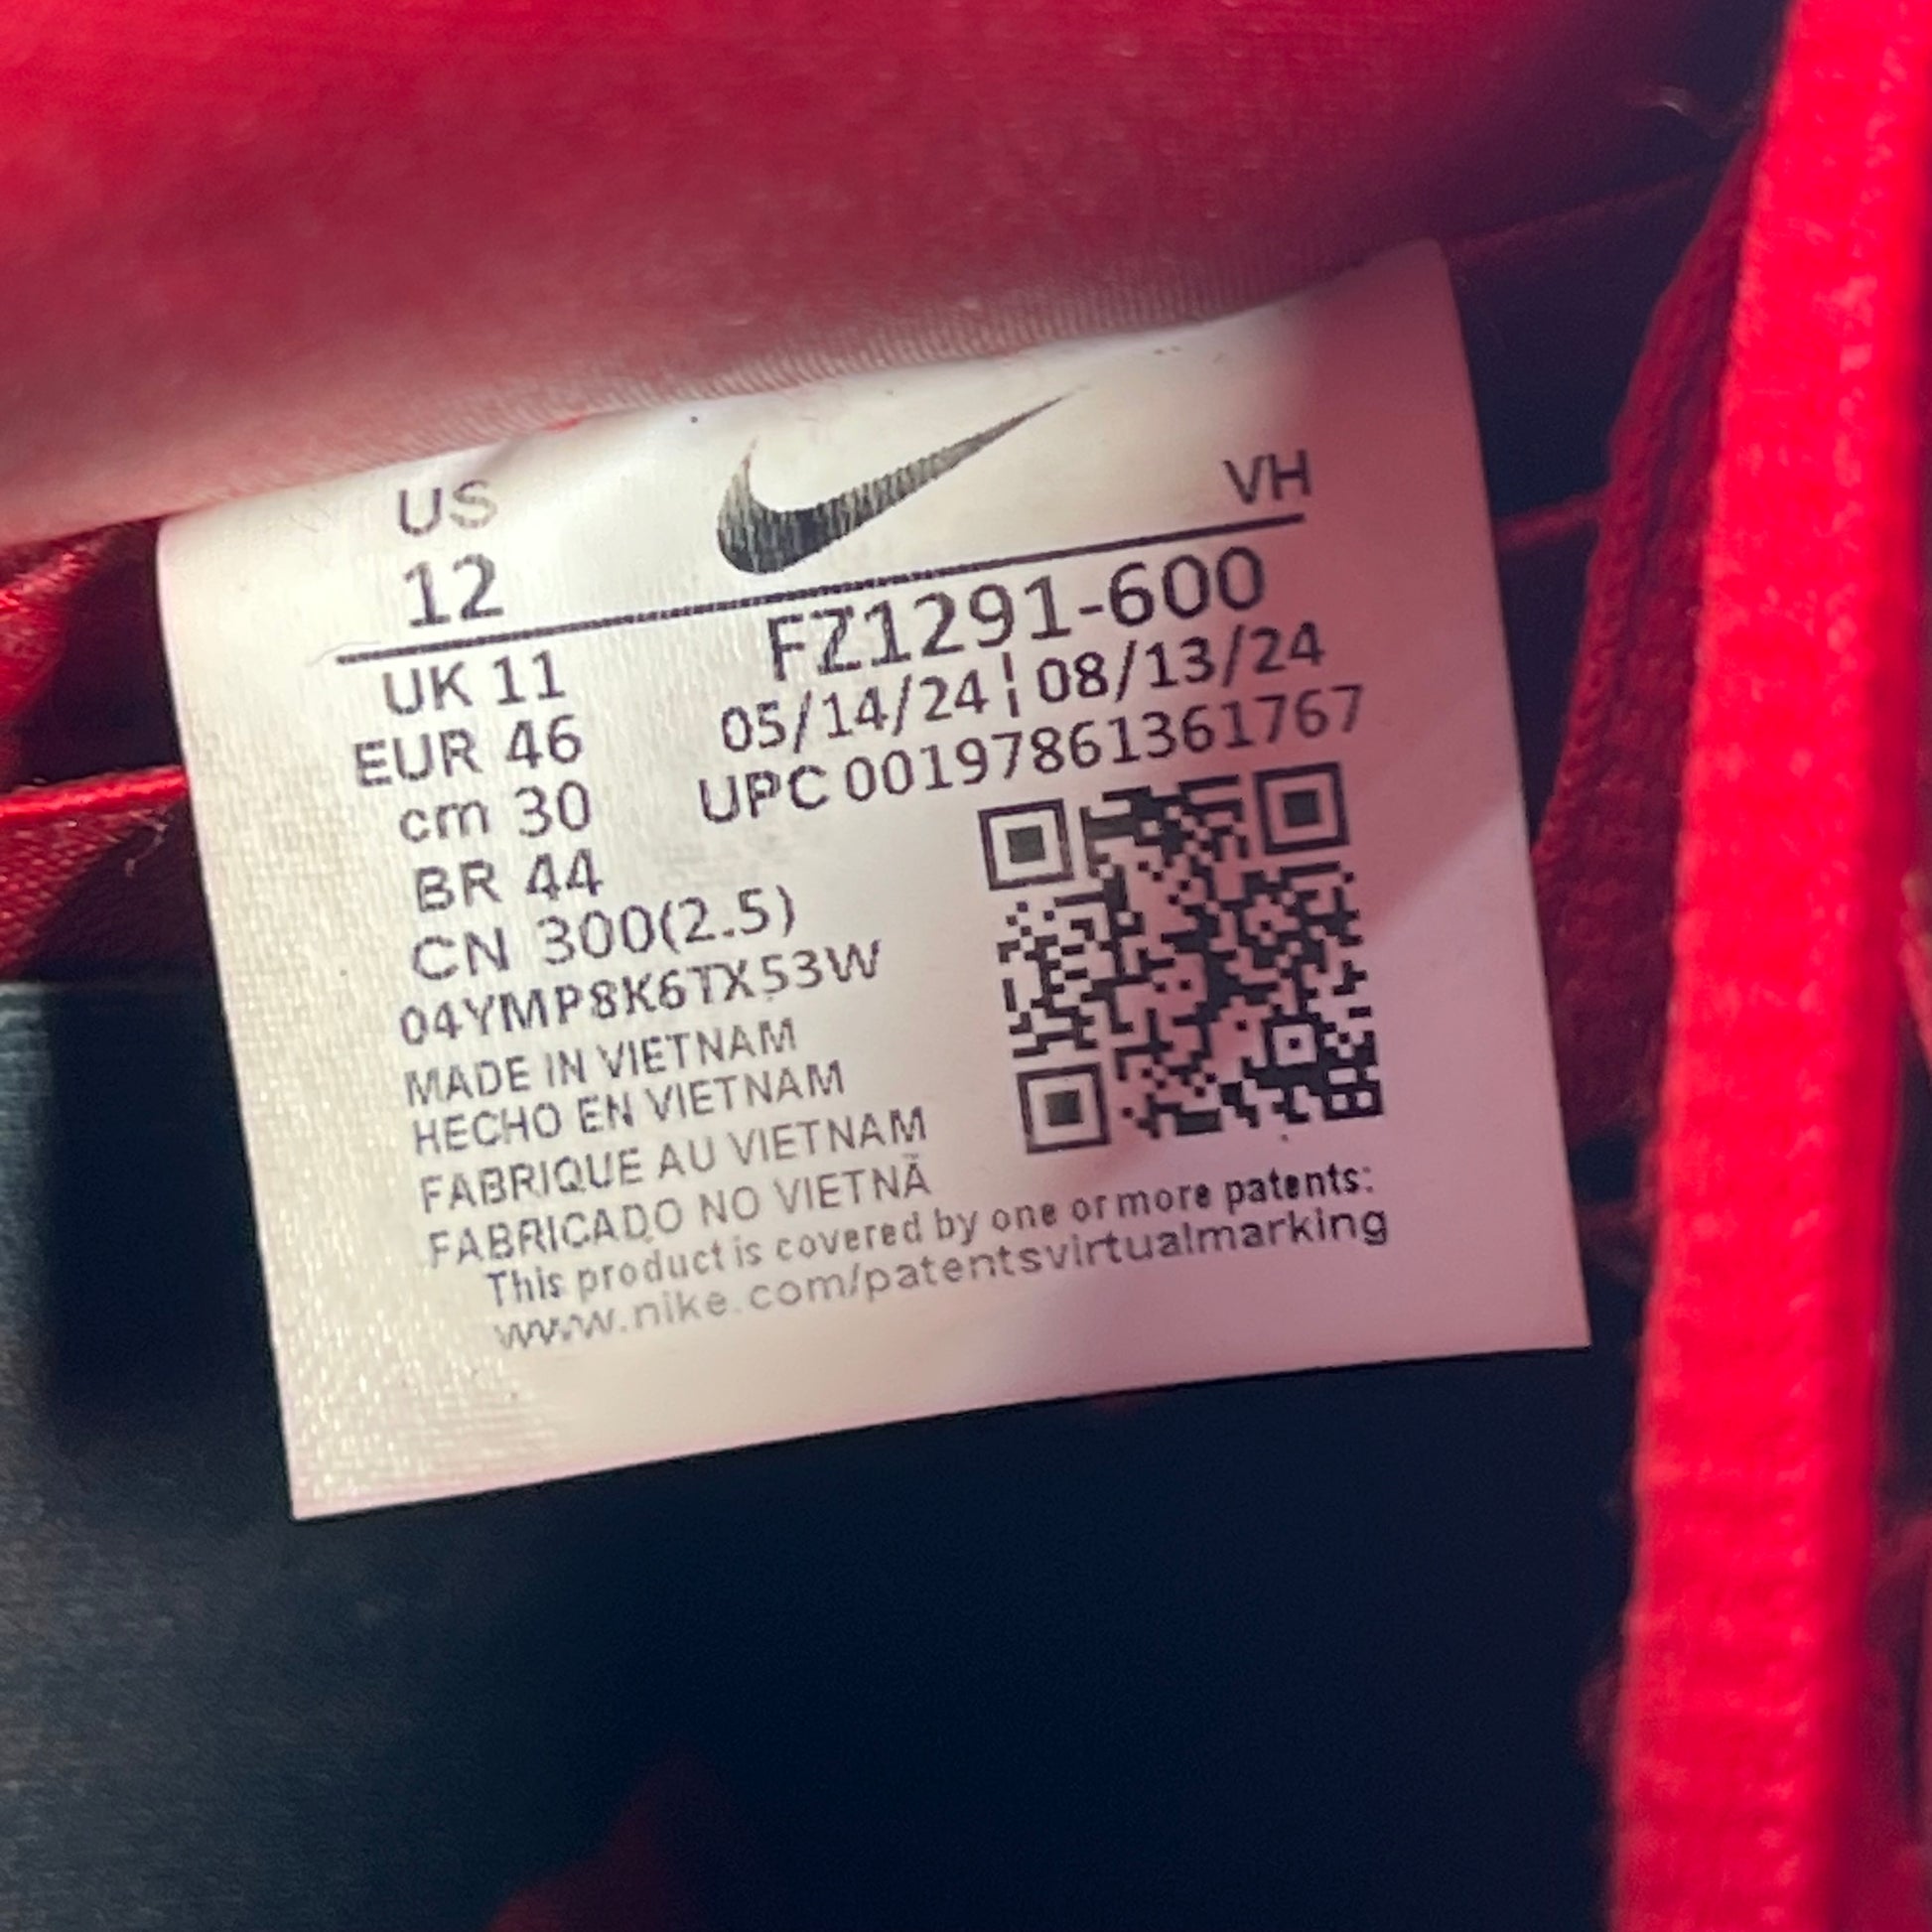 US
VH
12
FZ1291-600
UK 11
05/14/24¦08/13/24
EUR 46
UPC 00197861361767
cm 30
BR 44
CN 300(2.5)
04YMP8K6TX53W
MADE IN VIETNAM
HECHO EN VIETNAM
FABRIQUE AU VIETNAM
FABRICADO NO VIETNÃ
This product is covered by one or more patents:
www.nike.com/patentsvirtualmarking